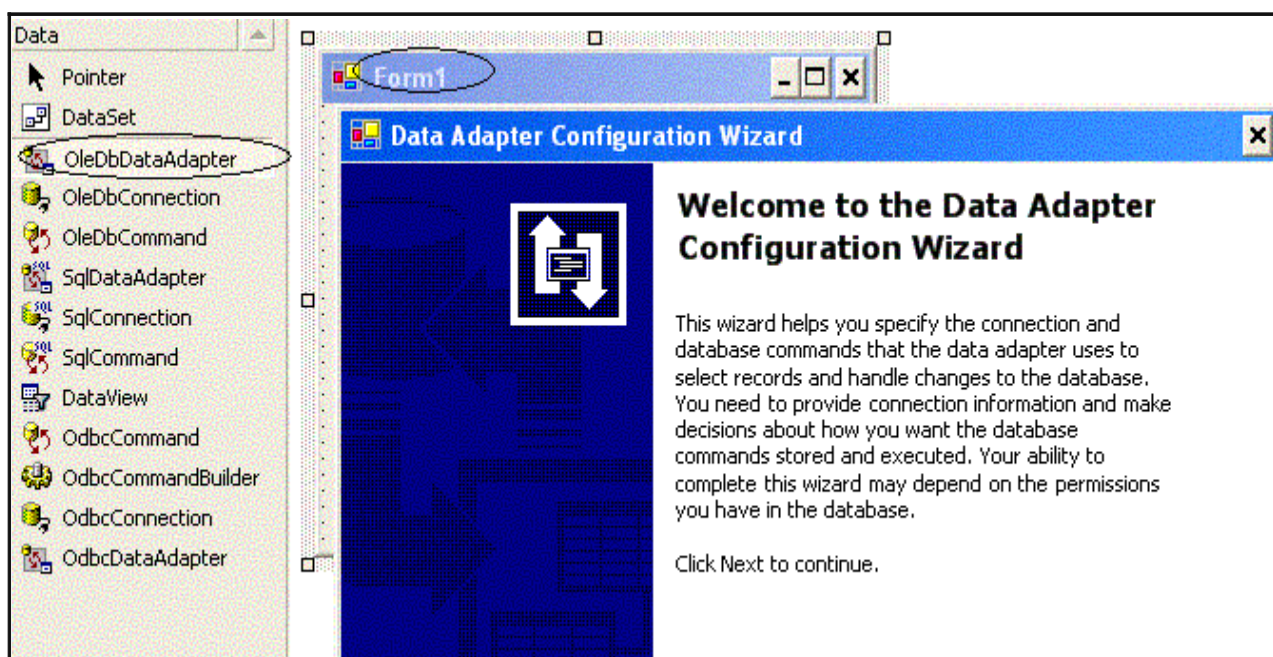 Data
Pointer
DataSet
OleDbDataAdapter
OleDbConnection
OleDbCommand
SqlDataAdapter
SqlConnection
SqlCommand
DataView
OdbcCommand
OdbcCommandBuilder
OdbcConnection
OdbcDataAdapter
Form1
Data Adapter Configuration Wizard
Welcome to the Data Adapter
Configuration Wizard
This wizard helps you specify the connection and
database commands that the data adapter uses to
select records and handle changes to the database.
You need to provide connection information and make
decisions about how you want the database
commands stored and executed. Your ability to
complete this wizard may depend on the permissions
you have in the database.
Click Next to continue.